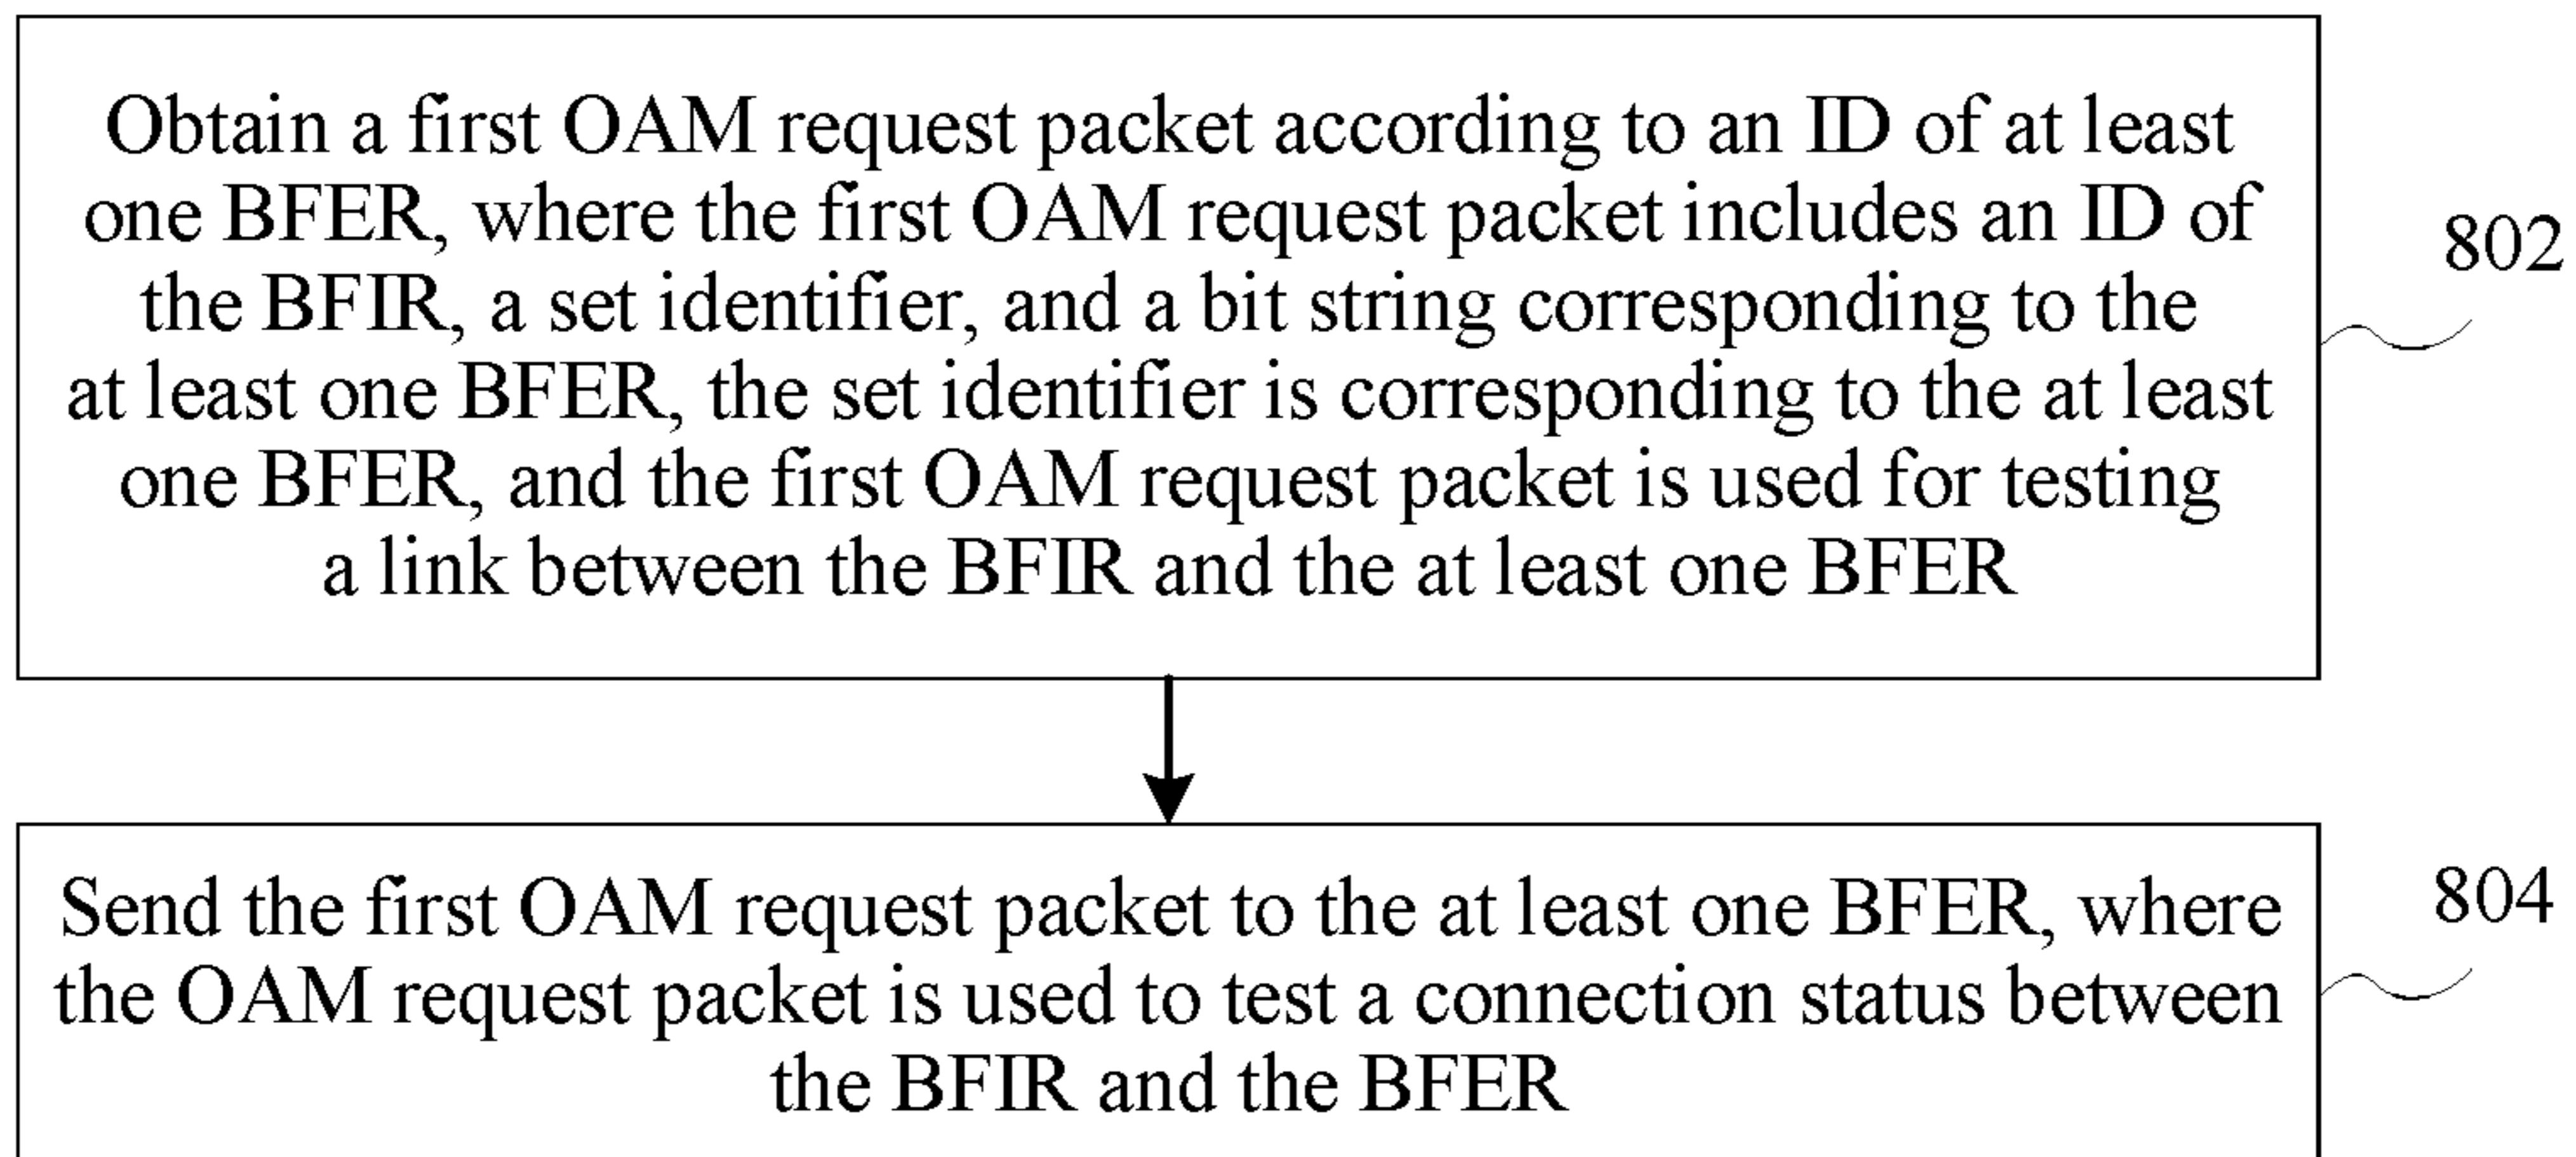 Obtain a first OAM request packet according to an ID of at least
one BFER, where the first OAM request packet includes an ID of
the BFIR, a set identifier, and a bit string corresponding to the
at least one BFER, the set identifier is corresponding to the at least
one BFER, and the first OAM request packet is used for testing
a link between the BFIR and the at least one BFER
802
Send the first OAM request packet to the at least one BFER, where
the OAM request packet is used to test a connection status between
the BFIR and the BFER
804